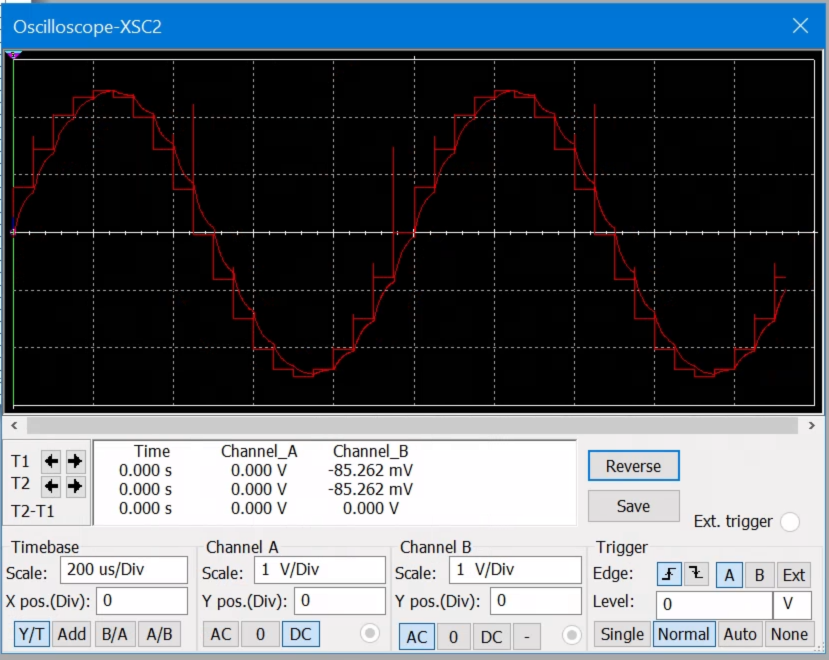 Oscilloscope-XSC2
Time Channel_A Channel_B
T1 0.000 s 0.000 V -85.262 mV
T2 0.000 s 0.000 V -85.262 mV
T2-T1 0.000 s 0.000 V 0.000 V
Reverse
Save
Ext. trigger
Timebase Channel A Channel B Trigger
Scale: 200 us/Div Scale: 1 V/Div Scale: 1 V/Div Edge: A B Ext
X pos.(Div): 0 Y pos.(Div): 0 Y pos.(Div): 0 Level: 0 V
Y/T Add B/A A/B AC 0 DC AC 0 DC - Single Normal Auto None